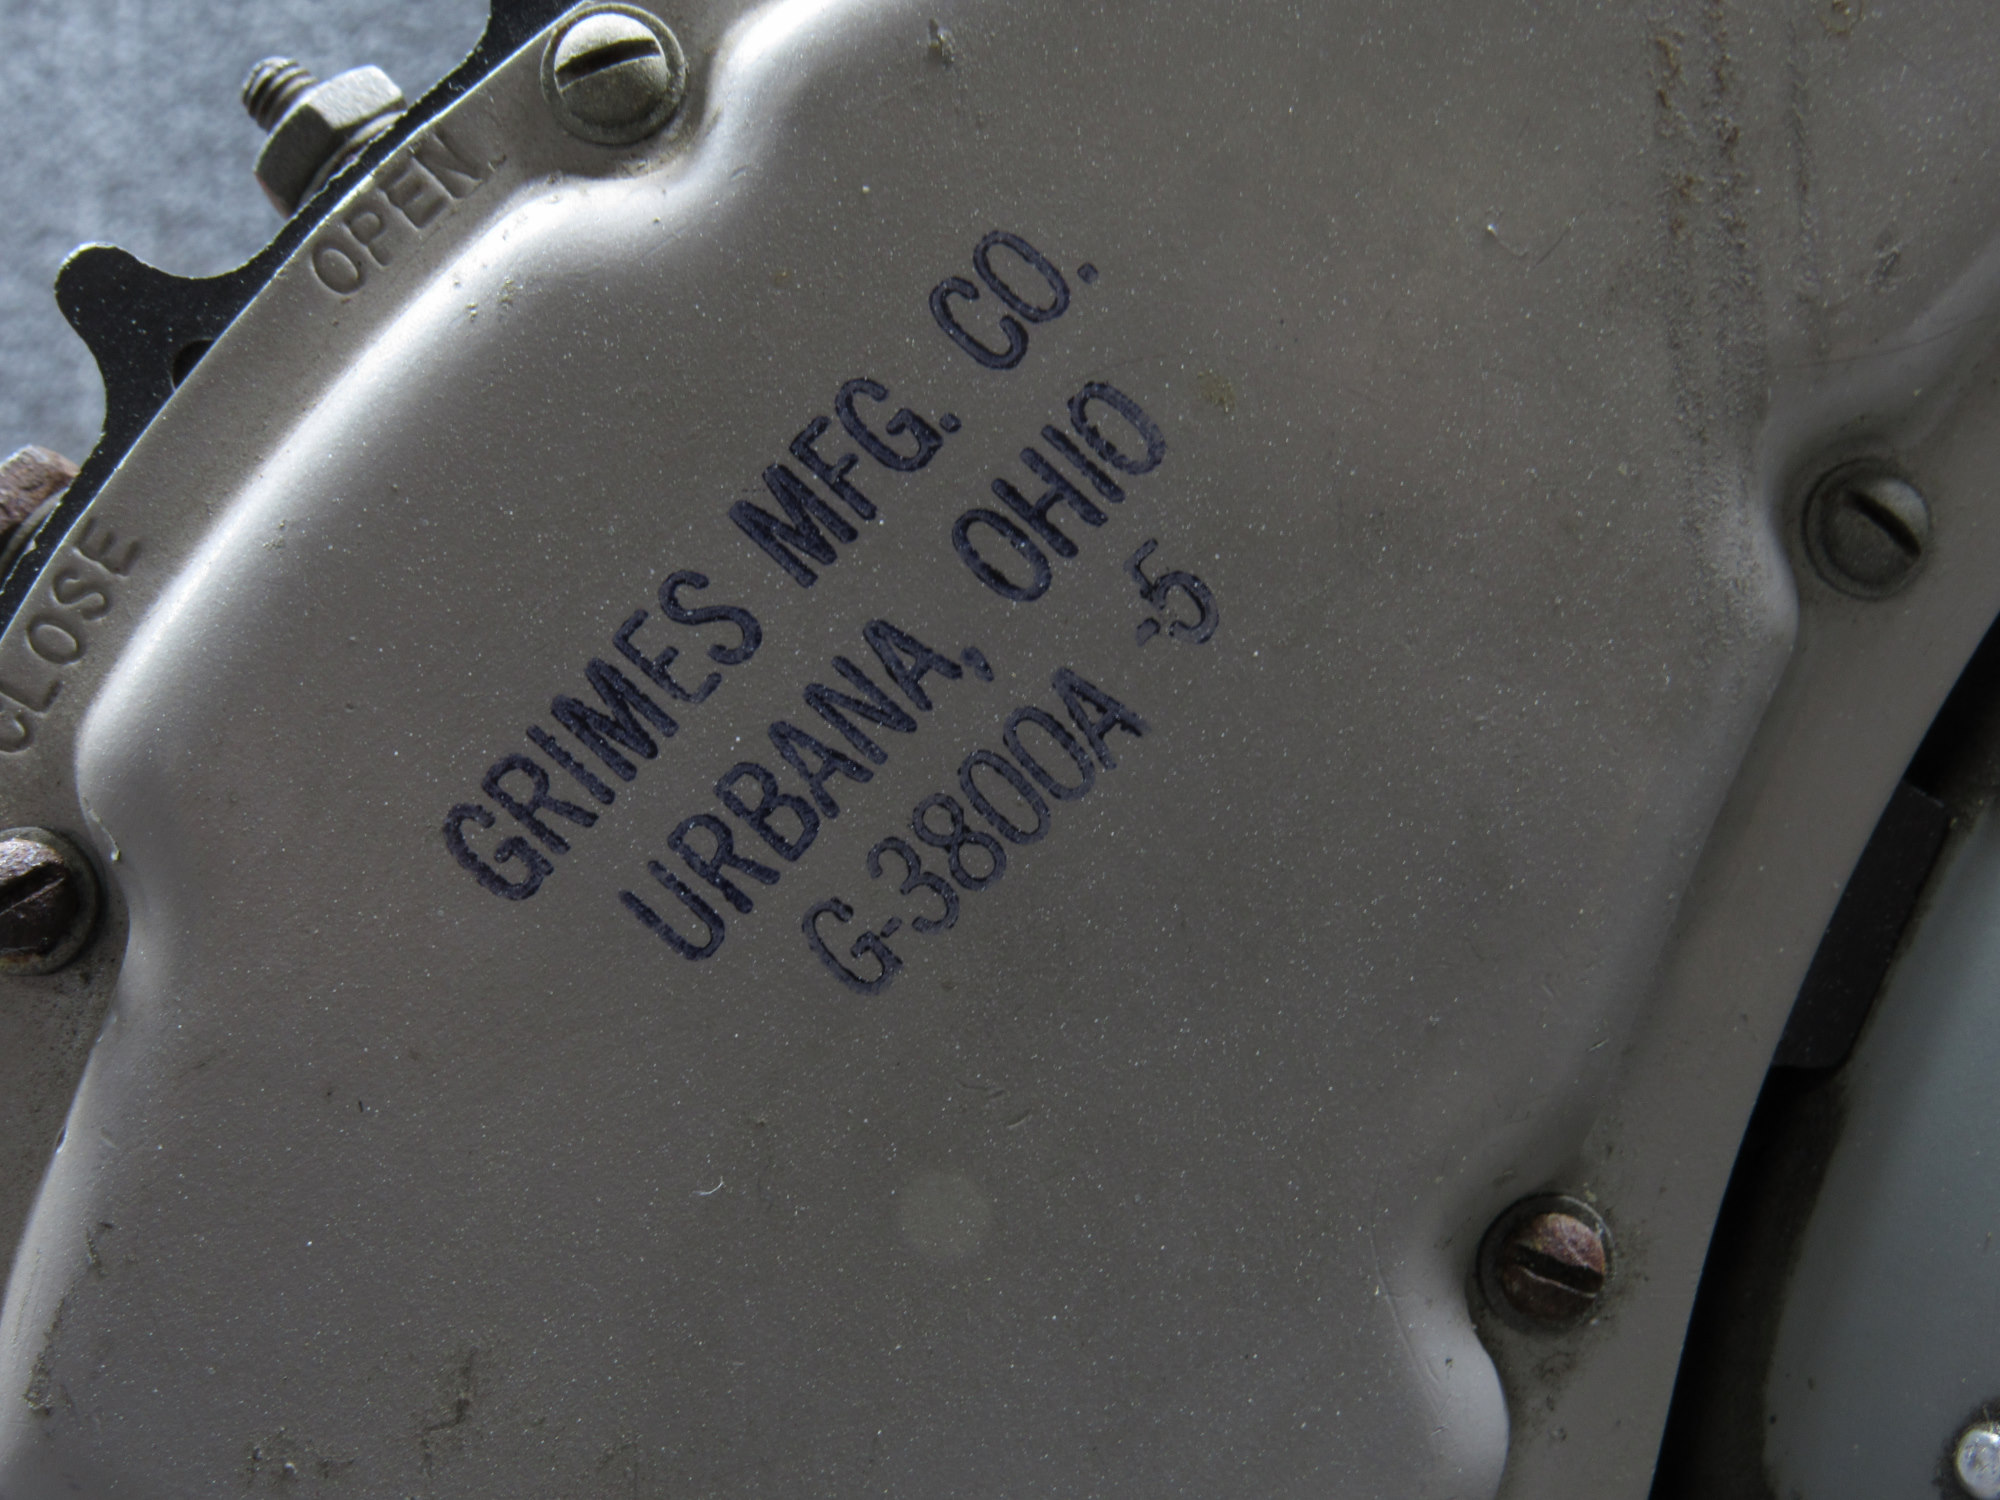 OPEN
CLOSE
GRIMES MFG. CO.
URBANA, OHIO
G-3800A -5